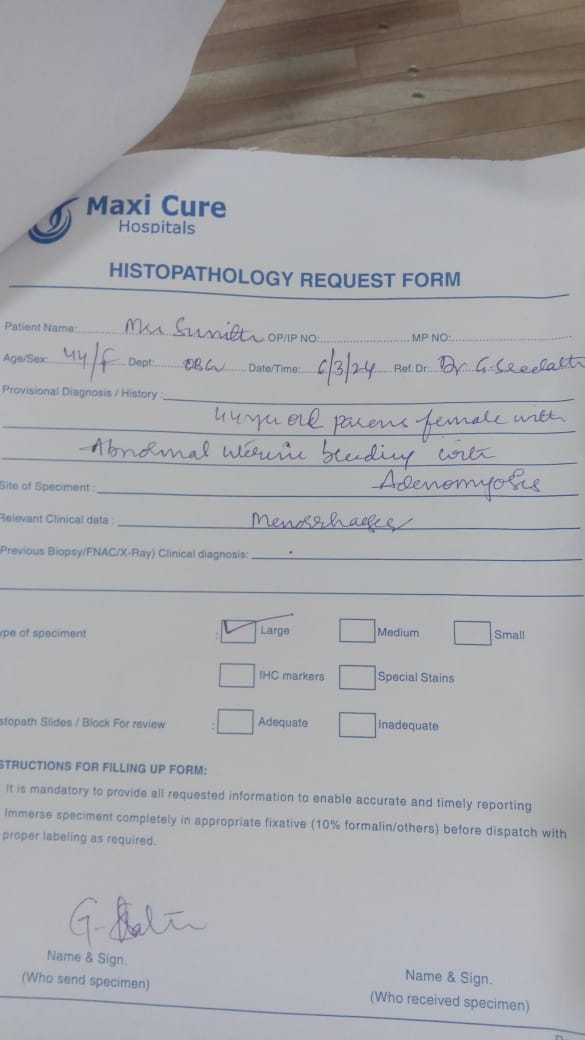 Maxi Cure
Hospitals
HISTOPATHOLOGY REQUEST FORM
Patient Name: OP/IP NO: MP NO:
Age/Sex: 44/F Dept: OBG Date/Time: 6/3/24 Ref. Dr: Dr G.
Provisional Diagnosis / History :
old female with
Abnormal uterine bleeding with
Adenomyosis
Site of Specimen :
Relevant Clinical data :
Previous Biopsy/FNAC/X-Ray) Clinical diagnosis:
ype of speciment : Large Medium Small
IHC markers Special Stains
stopath Slides / Block For review : Adequate Inadequate
STRUCTIONS FOR FILLING UP FORM:
It is mandatory to provide all requested information to enable accurate and timely reporting
Immerse speciment completely in appropriate fixative (10% formalin/others) before dispatch with
proper labeling as required.
Name & Sign.
(Who send specimen)
Name & Sign.
(Who received specimen)